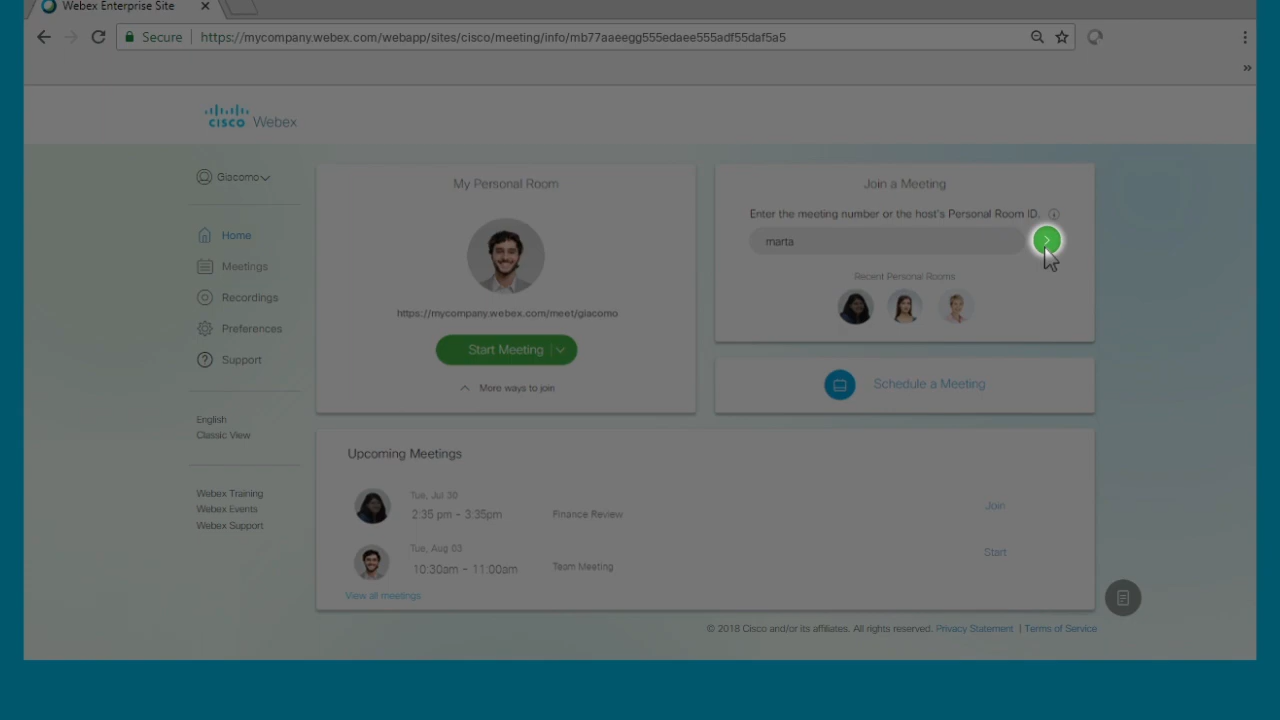 Webex Enterprise Site
Secure
https://mycompany.webex.com/webapp/sites/cisco/meeting/info/mb77aaeegg555edaee555adf55daf5a5
CISCO Webex
Giacomo
Home
Meetings
Recordings
Preferences
Support
English
Classic View
Webex Training
Webex Events
Webex Support
My Personal Room
https://mycompany.webex.com/meet/giacomo
Start Meeting
More ways to join
Join a Meeting
Enter the meeting number or the host's Personal Room ID.
marta
Recent Personal Rooms
Schedule a Meeting
Upcoming Meetings
Tue, Jul 30
2:35 pm - 3:35pm Finance Review Join
Tue, Aug 03
10:30am - 11:00am Team Meeting Start
View all meetings
© 2018 Cisco and/or its affiliates. All rights reserved. Privacy Statement | Terms of Service